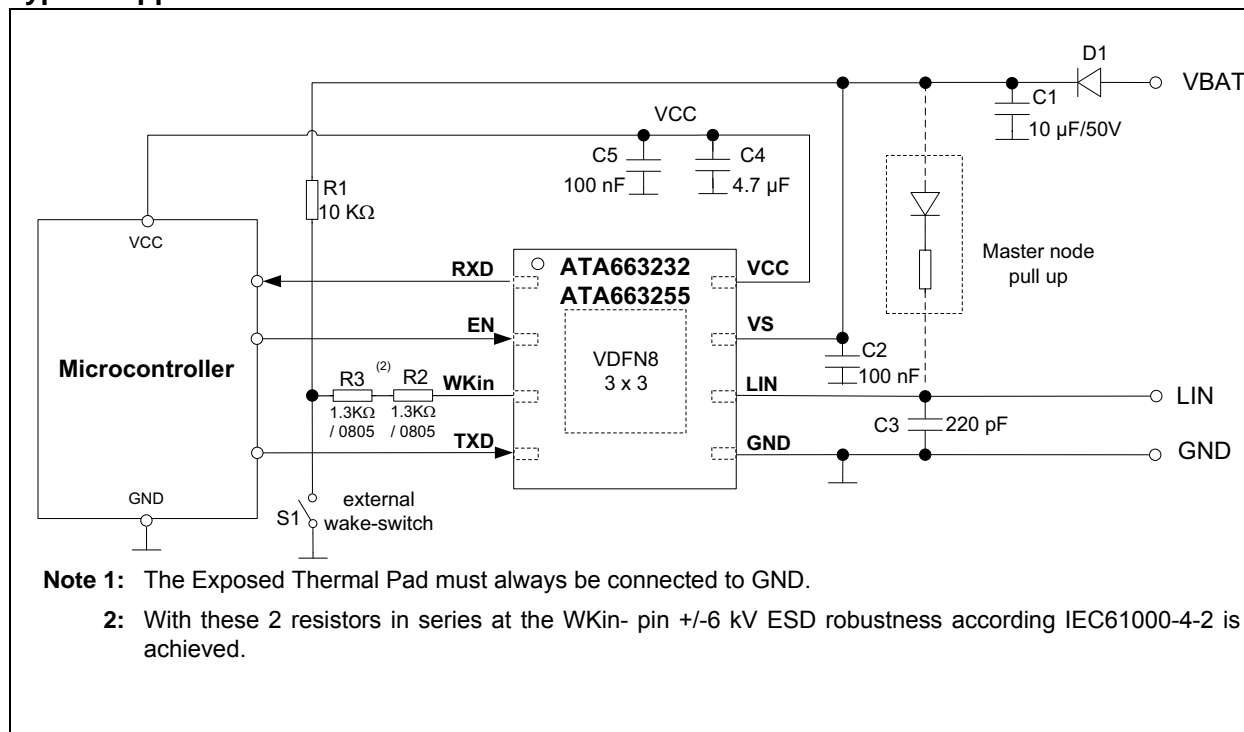 D1
VBAT
C1
10 µF/50V
VCC
C5
100 nF
C4
4.7 µF
R1
10 KΩ
VCC
Master node
pull up
RXD
ATA663232
ATA663255
VCC
EN
VS
Microcontroller
VDFN8
3 x 3
C2
100 nF
R3
(2)
R2
WKin
1.3KΩ
/ 0805
1.3KΩ
/ 0805
LIN
LIN
C3
220 pF
TXD
GND
GND
GND
S1
external
wake-switch
Note 1: The Exposed Thermal Pad must always be connected to GND.
2: With these 2 resistors in series at the WKin- pin +/-6 kV ESD robustness according IEC61000-4-2 is
achieved.